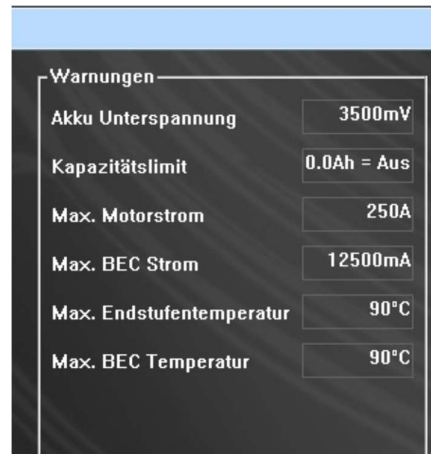 Warnungen
Akku Unterspannung 3500mV
Kapazitätslimit 0.0Ah = Aus
Max. Motorstrom 250A
Max. BEC Strom 12500mA
Max. Endstufentemperatur 90°C
Max. BEC Temperatur 90°C